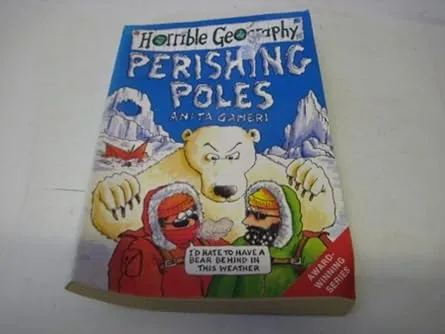 Horrible Geography
PERISHING
POLES
ANITA GANERI
I'D HATE TO HAVE A
BEAR BEHIND IN
THIS WEATHER
AWARD-
WINNING
SERIES